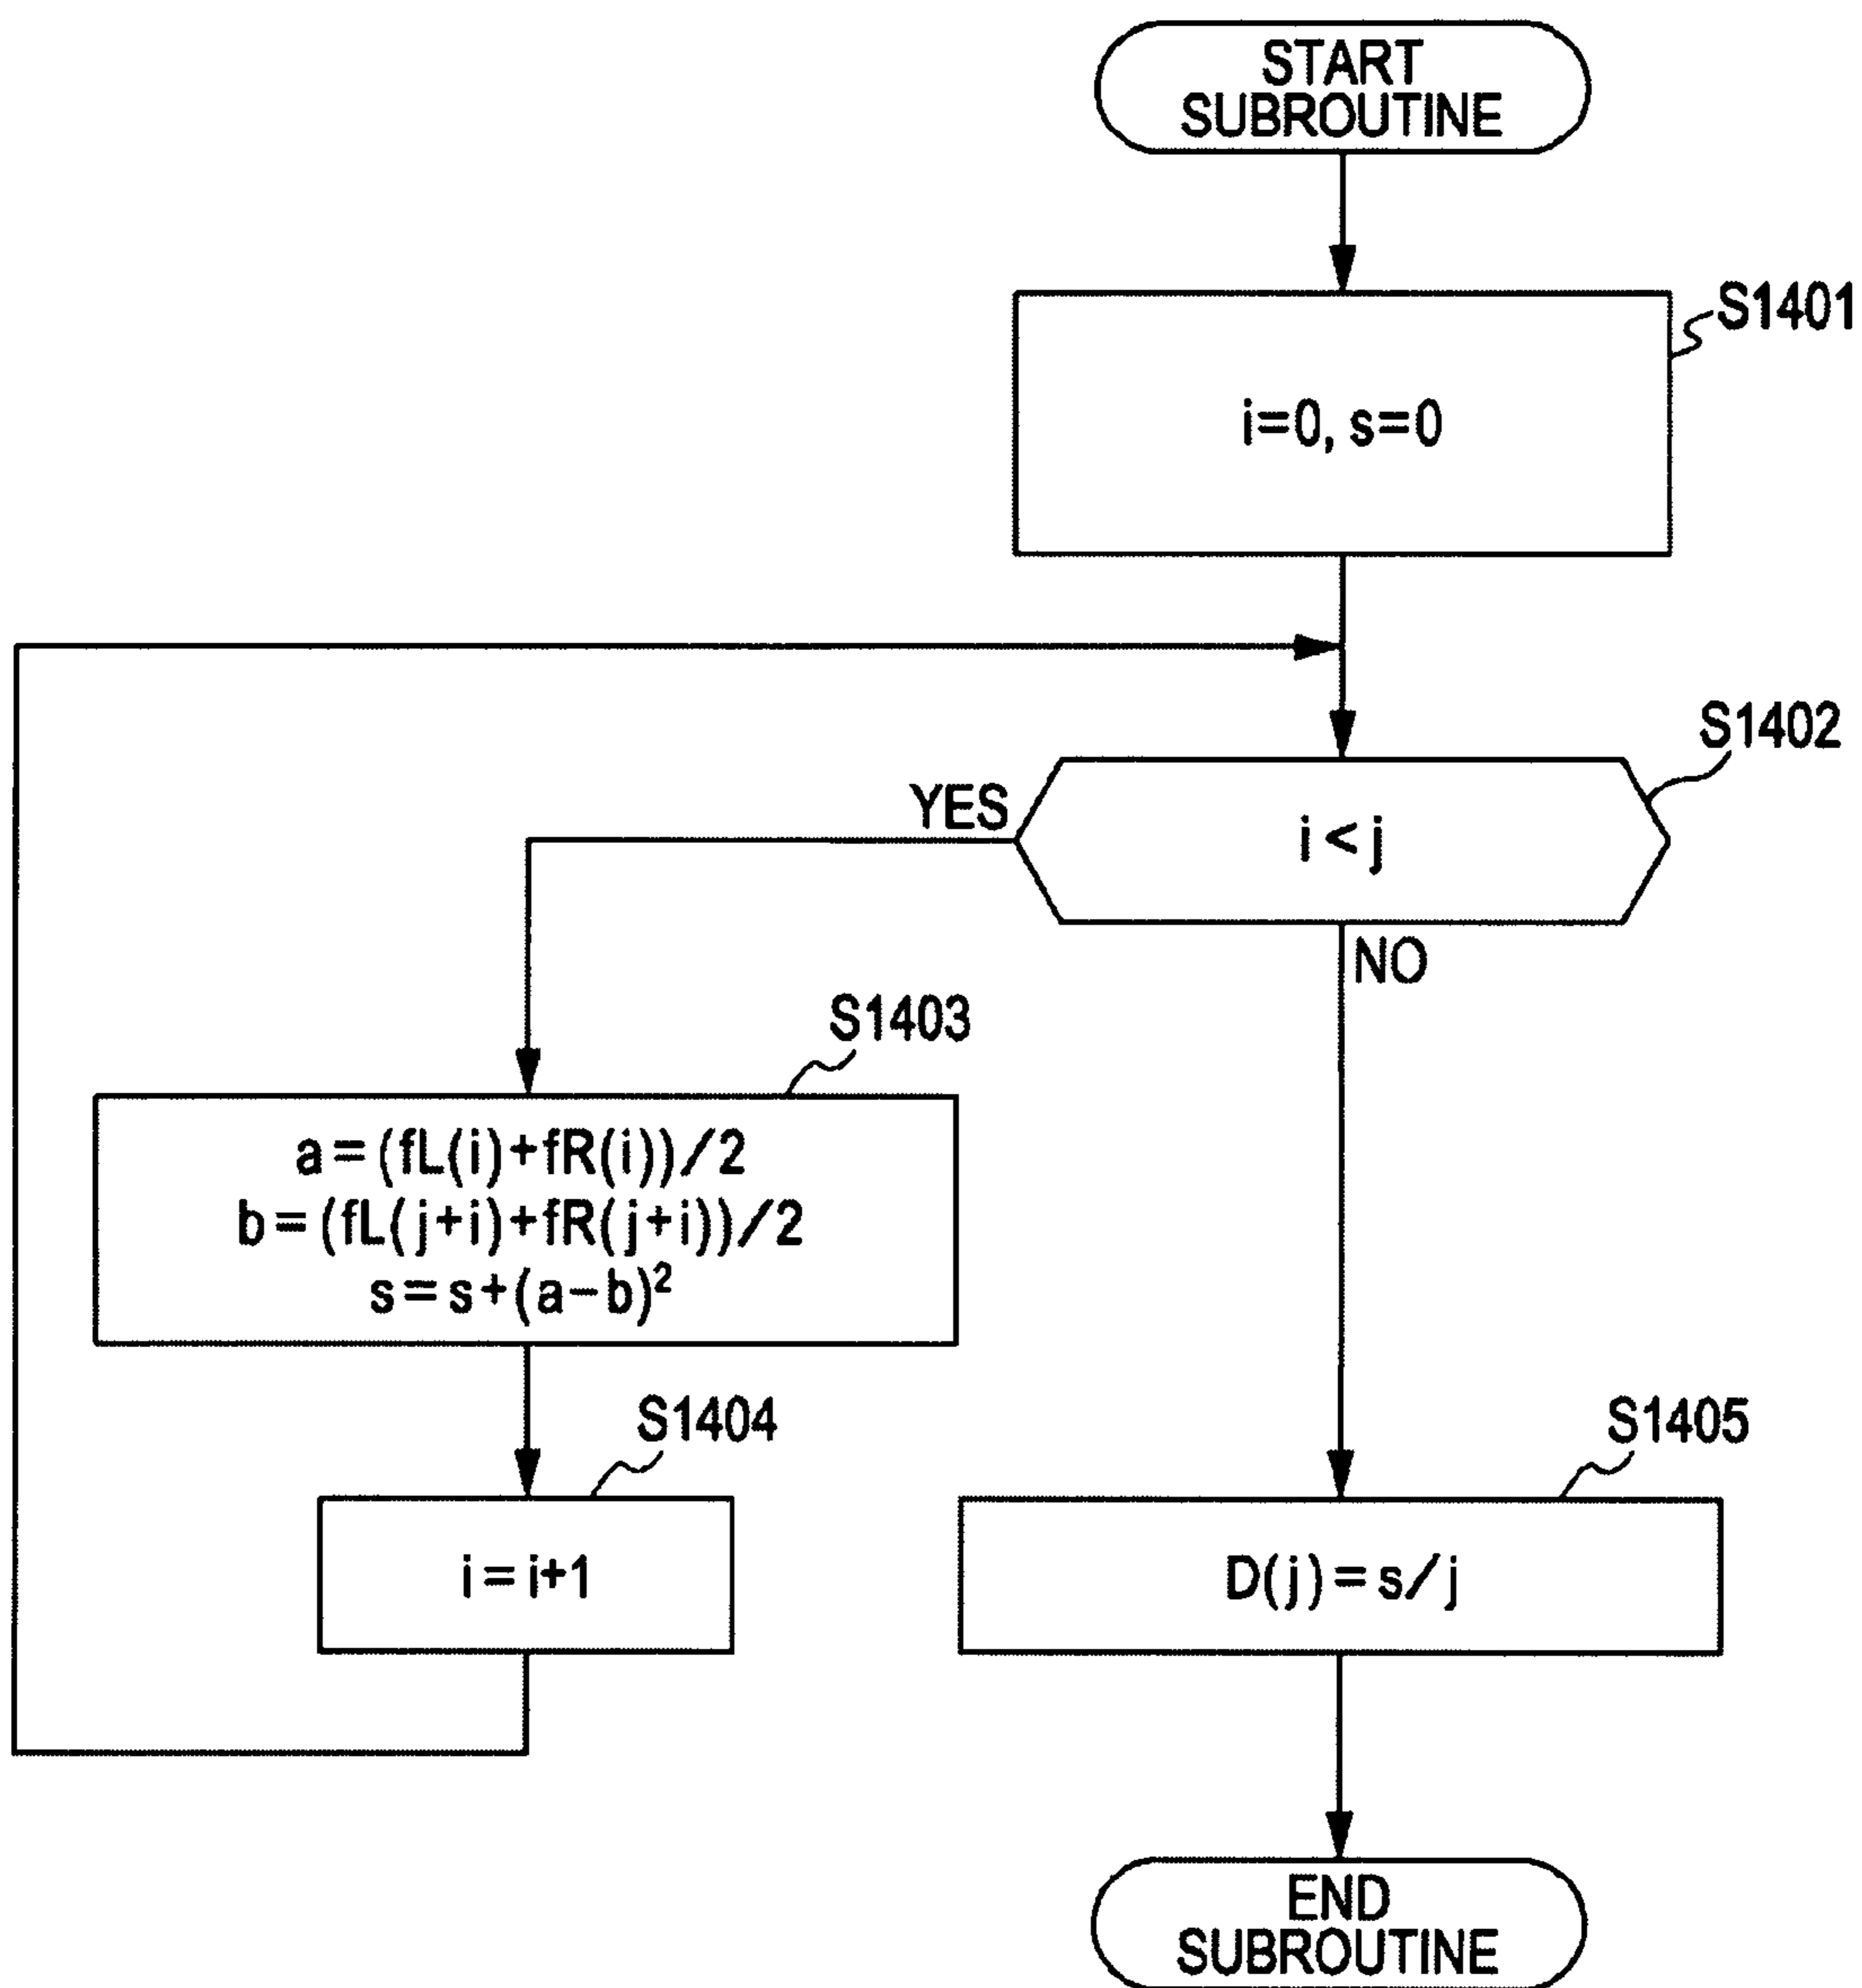 START
SUBROUTINE
S1401
i=0, s=0
S1402
YES
i < j
NO
S1403
a=(fL(i)+fR(i))/2
b=(fL(j+i)+fR(j+i))/2
s=s+(a-b)²
S1404
i=i+1
S1405
D(j)=s/j
END
SUBROUTINE